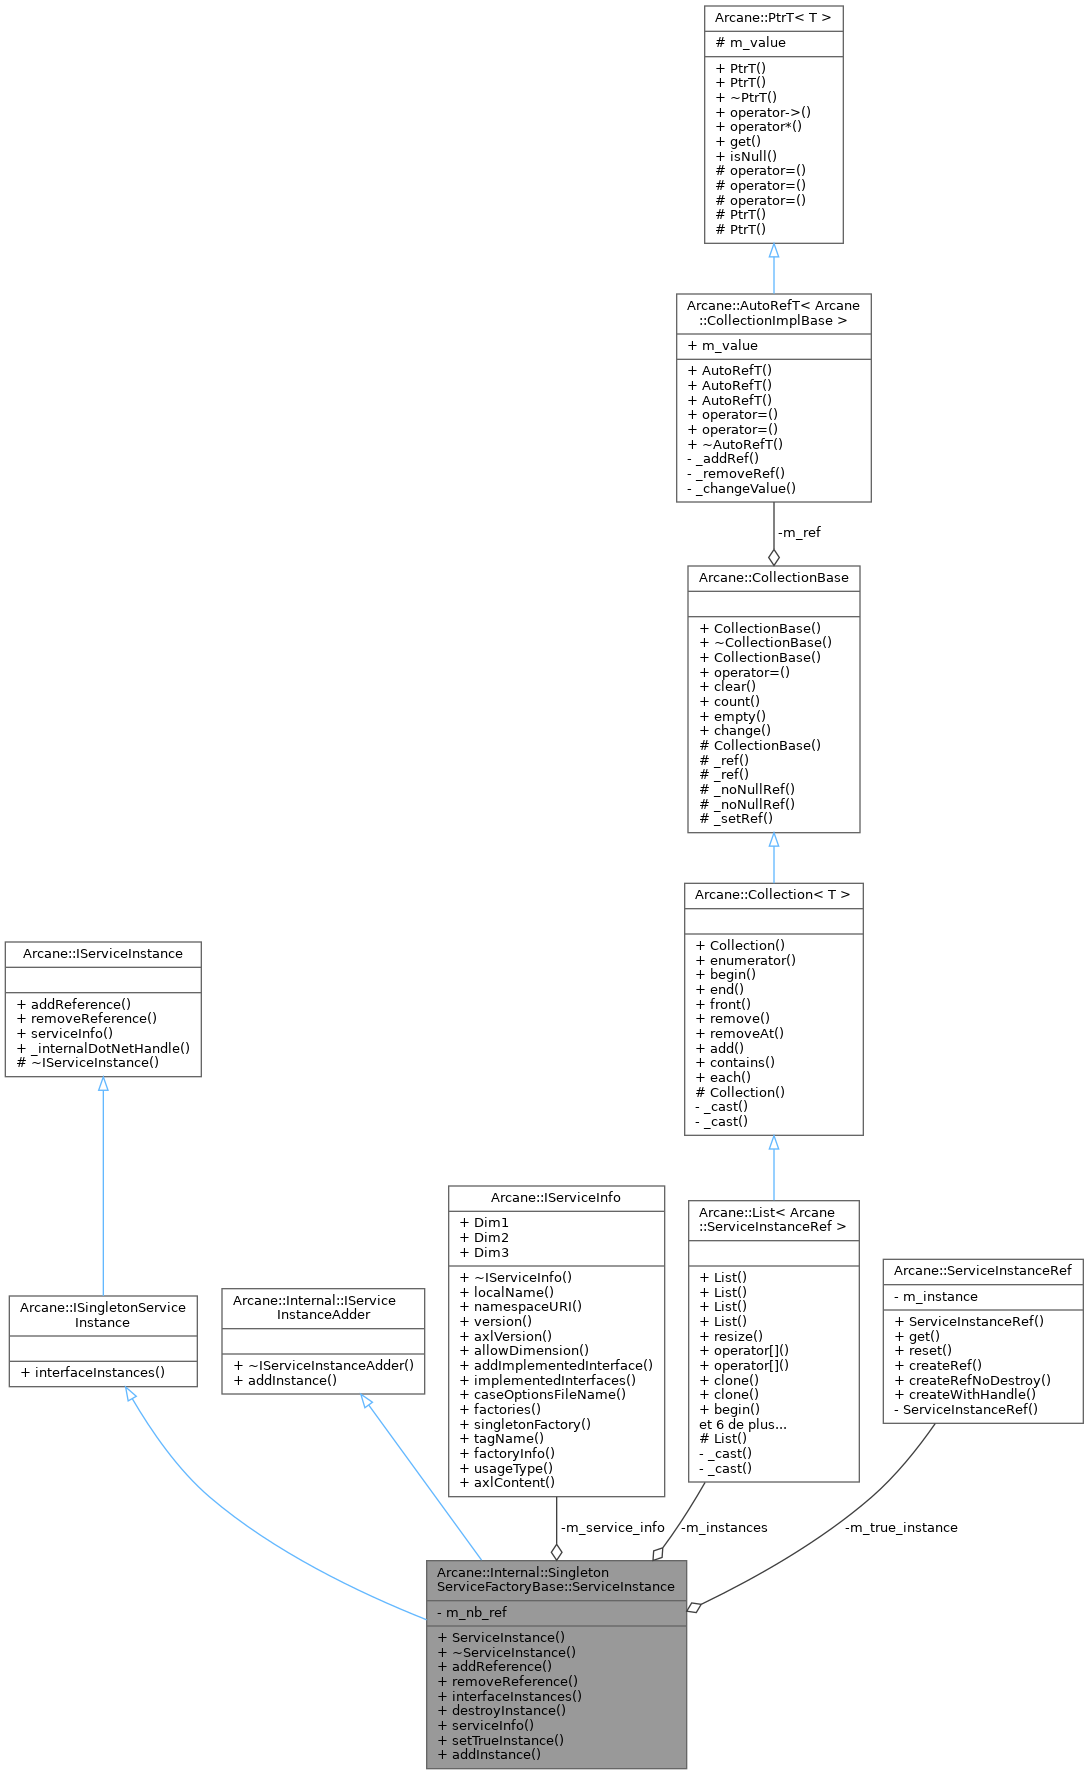 Arcane::PtrT< T >
# m_value
+ PtrT()
+ PtrT()
+ ~PtrT()
+ operator->()
+ operator*()
+ get()
+ isNull()
# operator=()
# operator=()
# operator=()
# PtrT()
# PtrT()
Arcane::AutoRefT< Arcane
::CollectionImplBase >
+ m_value
+ AutoRefT()
+ AutoRefT()
+ AutoRefT()
+ operator=()
+ operator=()
+ ~AutoRefT()
- _addRef()
- _removeRef()
- _changeValue()
-m_ref
Arcane::CollectionBase
+ CollectionBase()
+ ~CollectionBase()
+ CollectionBase()
+ operator=()
+ clear()
+ count()
+ empty()
+ change()
# CollectionBase()
# _ref()
# _ref()
# _noNullRef()
# _noNullRef()
# _setRef()
Arcane::Collection< T >
+ Collection()
+ enumerator()
+ begin()
+ end()
+ front()
+ remove()
+ removeAt()
+ add()
+ contains()
+ each()
# Collection()
- _cast()
- _cast()
Arcane::IServiceInstance
+ addReference()
+ removeReference()
+ serviceInfo()
+ _internalDotNetHandle()
# ~IServiceInstance()
Arcane::ISingletonService
Instance
+ interfaceInstances()
Arcane::Internal::IService
InstanceAdder
+ ~IServiceInstanceAdder()
+ addInstance()
Arcane::IServiceInfo
+ Dim1
+ Dim2
+ Dim3
+ ~IServiceInfo()
+ localName()
+ namespaceURI()
+ version()
+ axlVersion()
+ allowDimension()
+ addImplementedInterface()
+ implementedInterfaces()
+ caseOptionsFileName()
+ factories()
+ singletonFactory()
+ tagName()
+ factoryInfo()
+ usageType()
+ axlContent()
Arcane::List< Arcane
::ServiceInstanceRef >
+ List()
+ List()
+ List()
+ List()
+ resize()
+ operator[]()
+ operator[]()
+ clone()
+ clone()
+ begin()
et 6 de plus...
# List()
- _cast()
- _cast()
Arcane::ServiceInstanceRef
- m_instance
+ ServiceInstanceRef()
+ get()
+ reset()
+ createRef()
+ createRefNoDestroy()
+ createWithHandle()
- ServiceInstanceRef()
-m_service_info
-m_instances
-m_true_instance
Arcane::Internal::Singleton
ServiceFactoryBase::ServiceInstance
- m_nb_ref
+ ServiceInstance()
+ ~ServiceInstance()
+ addReference()
+ removeReference()
+ interfaceInstances()
+ destroyInstance()
+ serviceInfo()
+ setTrueInstance()
+ addInstance()